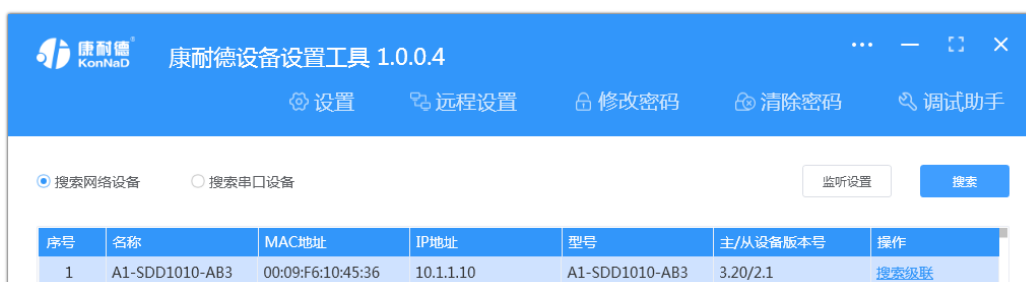 康耐德®
KonNaD
康耐德设备设置工具 1.0.0.4
设置 远程设置 修改密码 清除密码 调试助手
搜索网络设备 搜索串口设备 监听设置 搜索
序号 名称 MAC地址 IP地址 型号 主/从设备版本号 操作
1 A1-SDD1010-AB3 00:09:F6:10:45:36 10.1.1.10 A1-SDD1010-AB3 3.20/2.1 搜索级联